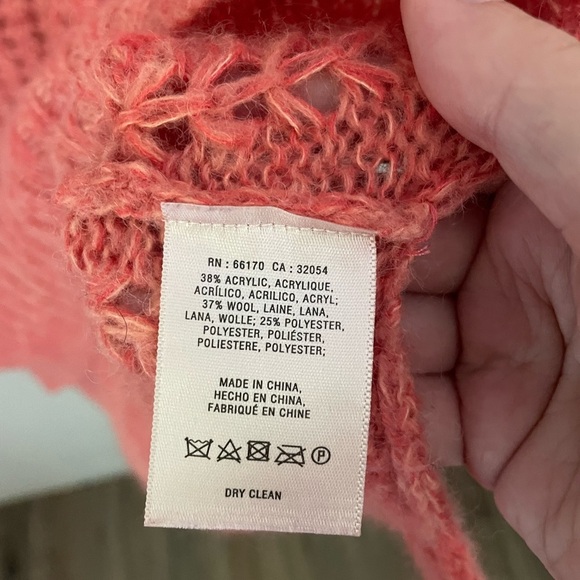 RN : 66170 CA : 32054
38% ACRYLIC, ACRYLIQUE,
ACRÍLICO, ACRILICO, ACRYL;
37% WOOL, LAINE, LANA,
LANA, WOLLE; 25% POLYESTER,
POLYESTER, POLIÉSTER,
POLIESTERE, POLYESTER;
MADE IN CHINA,
HECHO EN CHINA,
FABRIQUÉ EN CHINE
P
DRY CLEAN